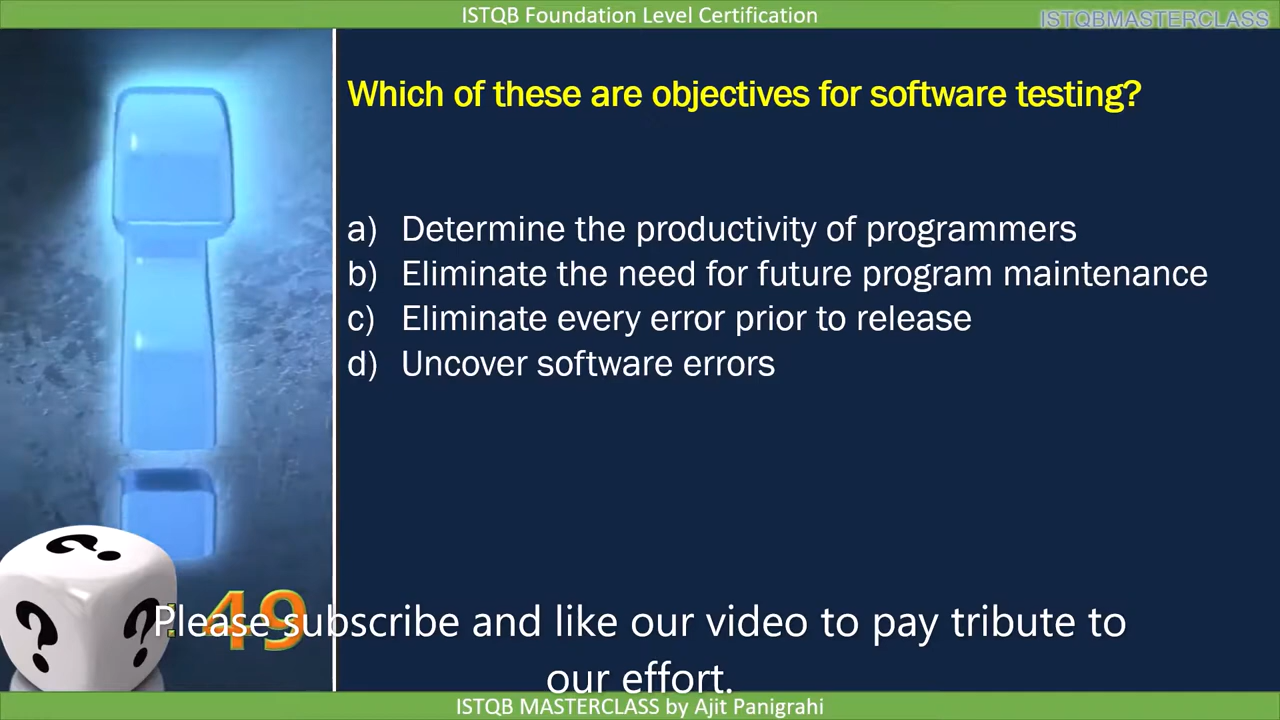 ISTQB Foundation Level Certification
ISTQBMASTERCLASS
Which of these are objectives for software testing?
a) Determine the productivity of programmers
b) Eliminate the need for future program maintenance
c) Eliminate every error prior to release
d) Uncover software errors
? ? ?
: 49
Please subscribe and like our video to pay tribute to
our effort.
ISTQB MASTERCLASS by Ajit Panigrahi